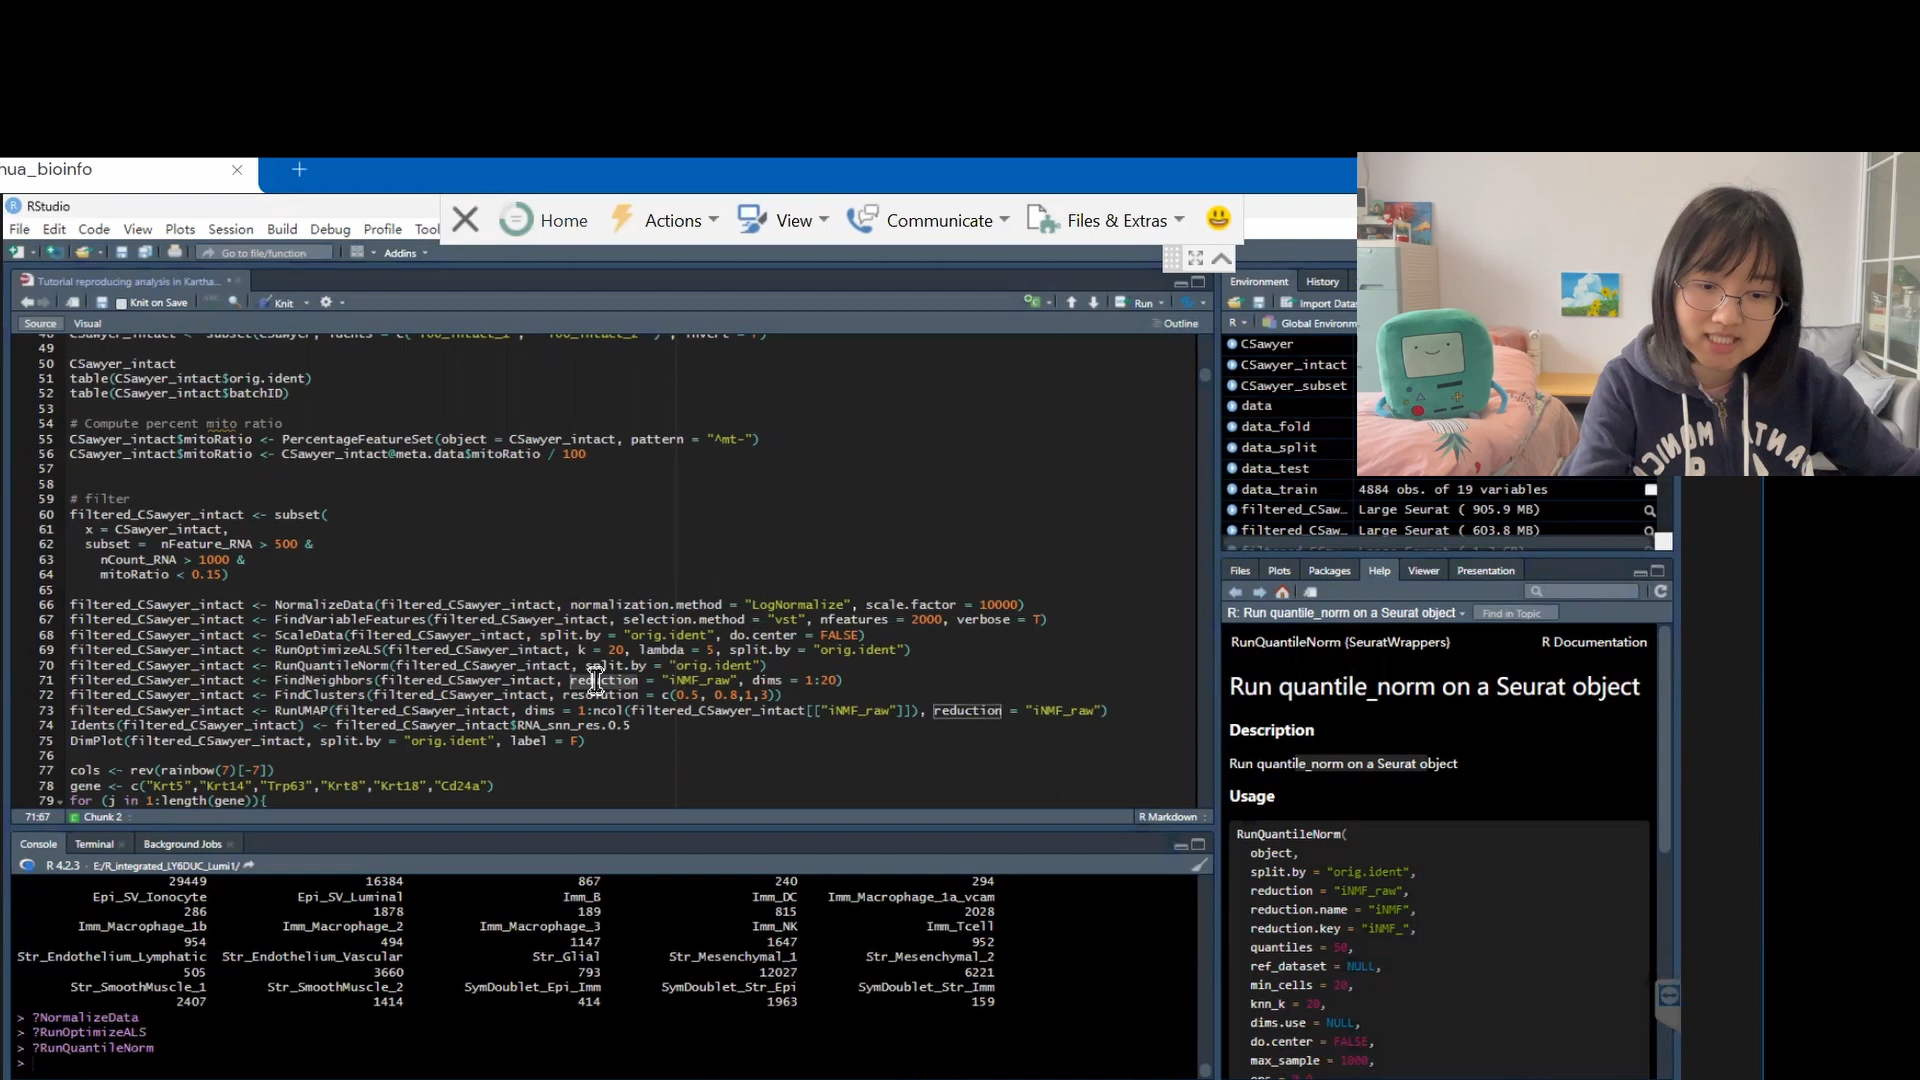 hua_bioinfo
RStudio
Home
Actions
View
Communicate
Files & Extras
File Edit Code View Plots Session Build Debug Profile
Go to file/function
Addins
Tutorial reproducing analysis in Kartha...
Knit on Save
Knit
Run
Source Visual
Outline
49
50 CSawyer_intact
51 table(CSawyer_intact$orig.ident)
52 table(CSawyer_intact$batchID)
53
54 # Compute percent mito ratio
55 CSawyer_intact$mitoRatio <- PercentageFeatureSet(object = CSawyer_intact, pattern = "^mt-")
56 CSawyer_intact$mitoRatio <- CSawyer_intact@meta.data$mitoRatio / 100
57
58
59 # filter
60 filtered_CSawyer_intact <- subset(
61 x = CSawyer_intact,
62 subset = nFeature_RNA > 500 &
63 nCount_RNA > 1000 &
64 mitoRatio < 0.15)
65
66 filtered_CSawyer_intact <- NormalizeData(filtered_CSawyer_intact, normalization.method = "LogNormalize", scale.factor = 10000)
67 filtered_CSawyer_intact <- FindVariableFeatures(filtered_CSawyer_intact, selection.method = "vst", nfeatures = 2000, verbose = T)
68 filtered_CSawyer_intact <- ScaleData(filtered_CSawyer_intact, split.by = "orig.ident", do.center = FALSE)
69 filtered_CSawyer_intact <- RunOptimizeALS(filtered_CSawyer_intact, k = 20, lambda = 5, split.by = "orig.ident")
70 filtered_CSawyer_intact <- RunQuantileNorm(filtered_CSawyer_intact, split.by = "orig.ident")
71 filtered_CSawyer_intact <- FindNeighbors(filtered_CSawyer_intact, reduction = "iNMF_raw", dims = 1:20)
72 filtered_CSawyer_intact <- FindClusters(filtered_CSawyer_intact, resolution = c(0.5, 0.8,1,3))
73 filtered_CSawyer_intact <- RunUMAP(filtered_CSawyer_intact, dims = 1:ncol(filtered_CSawyer_intact[["iNMF_raw"]]), reduction = "iNMF_raw")
74 Idents(filtered_CSawyer_intact) <- filtered_CSawyer_intact$RNA_snn_res.0.5
75 DimPlot(filtered_CSawyer_intact, split.by = "orig.ident", label = F)
76
77 cols <- rev(rainbow(7)[-7])
78 gene <- c("Krt5","Krt14","Trp63","Krt8","Krt18","Cd24a")
79 for (j in 1:length(gene)){
71:67 Chunk 2
R Markdown
Console Terminal Background Jobs
R 4.2.3 · E:/R_integrated_LY6DUC_Lumi1/
29449 16384 867 240 294
Epi_SV_Ionocyte Epi_SV_Luminal Imm_B Imm_DC Imm_Macrophage_1a_vcam
286 1878 189 815 2028
Imm_Macrophage_1b Imm_Macrophage_2 Imm_Macrophage_3 Imm_NK Imm_Tcell
954 494 1147 1647 952
Str_Endothelium_Lymphatic Str_Endothelium_Vascular Str_Glial Str_Mesenchymal_1 Str_Mesenchymal_2
505 3660 793 12027 6221
Str_SmoothMuscle_1 Str_SmoothMuscle_2 SymDoublet_Epi_Imm SymDoublet_Str_Epi SymDoublet_Str_Imm
2407 1414 414 1963 159
> ?NormalizeData
> ?RunOptimizeALS
> ?RunQuantileNorm
>
Environment History
Import Datas
R Global Environm
CSawyer
CSawyer_intact
CSawyer_subset
data
data_fold
data_split
data_test
data_train 4884 obs. of 19 variables
filtered_CSaw… Large Seurat ( 905.9 MB)
filtered_CSaw… Large Seurat ( 603.8 MB)
Files Plots Packages Help Viewer Presentation
R: Run quantile_norm on a Seurat object
Find in Topic
RunQuantileNorm {SeuratWrappers} R Documentation
Run quantile_norm on a Seurat object
Description
Run quantile_norm on a Seurat object
Usage
RunQuantileNorm(
object,
split.by = "orig.ident",
reduction = "iNMF_raw",
reduction.name = "iNMF",
reduction.key = "iNMF_",
quantiles = 50,
ref_dataset = NULL,
min_cells = 20,
knn_k = 20,
dims.use = NULL,
do.center = FALSE,
max_sample = 1000,